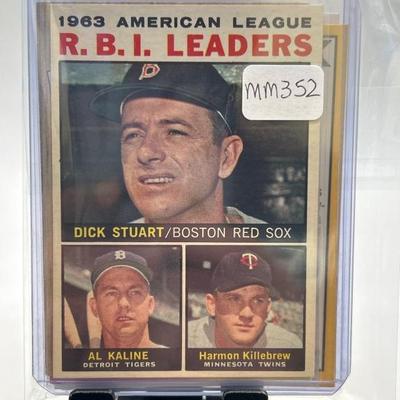 1963 AMERICAN LEAGUE
R.B.I. LEADERS
MM352
DICK STUART/BOSTON RED SOX
AL KALINE
DETROIT TIGERS
Harmon Killebrew
MINNESOTA TWINS